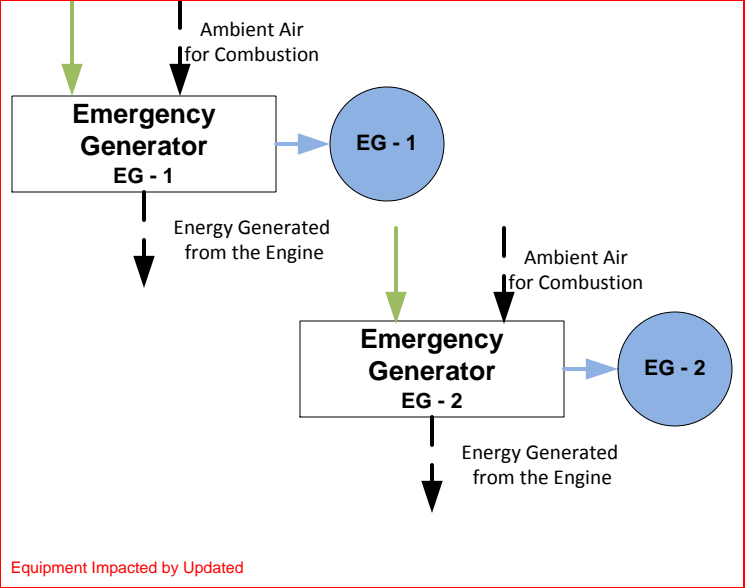 Ambient Air
for Combustion
Emergency
Generator
EG - 1
EG - 1
Energy Generated
from the Engine
Ambient Air
for Combustion
Emergency
Generator
EG - 2
EG - 2
Energy Generated
from the Engine
Equipment Impacted by Updated